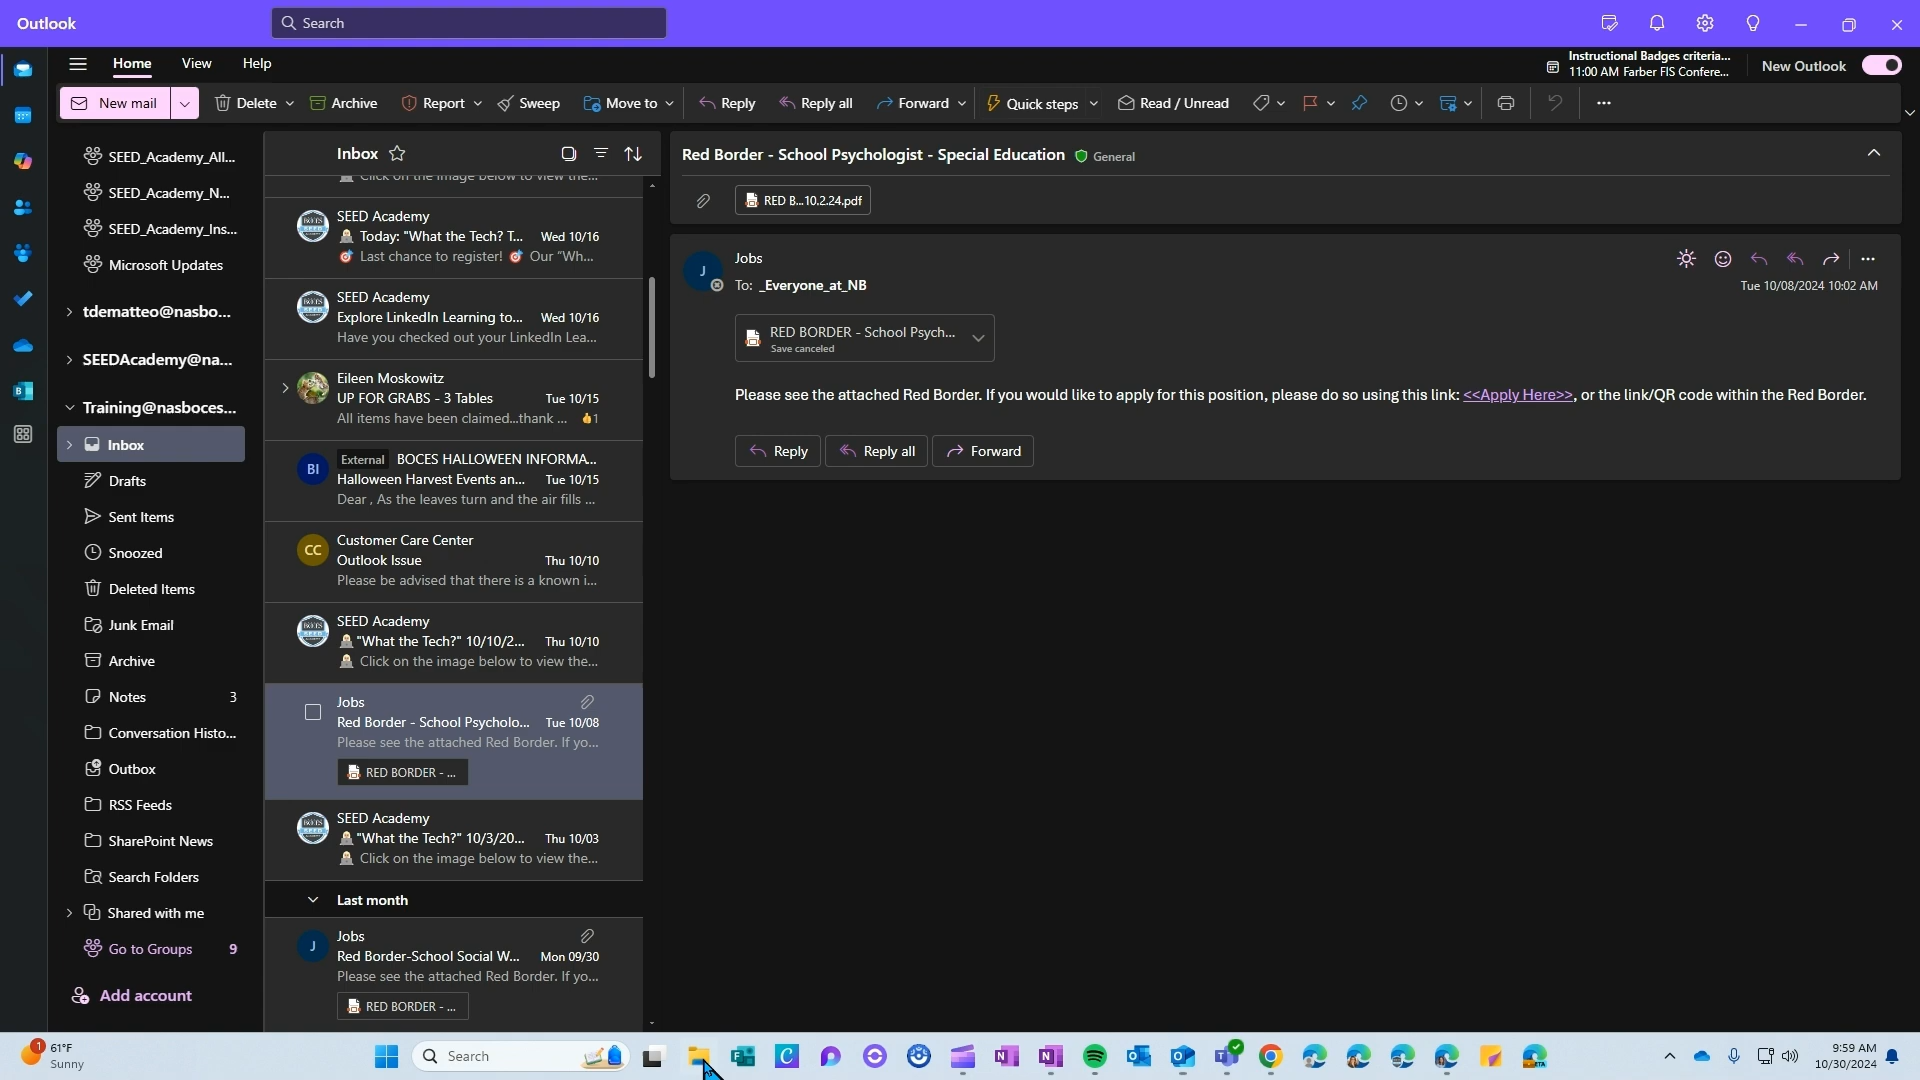 Outlook
Search
Home View Help
Instructional Badges criteria...
11:00 AM Farber FIS Confere...
New Outlook
New mail Delete Archive Report Sweep Move to Reply Reply all Forward Quick steps Read / Unread
SEED_Academy_All...
SEED_Academy_N...
SEED_Academy_Ins...
Microsoft Updates
tdematteo@nasbo...
SEEDAcademy@na...
Training@nasboces...
Inbox
Drafts
Sent Items
Snoozed
Deleted Items
Junk Email
Archive
Notes 3
Conversation Histo...
Outbox
RSS Feeds
SharePoint News
Search Folders
Shared with me
Go to Groups 9
Add account
Inbox
Click on the image below to view the...
SEED Academy
Today: "What the Tech? T... Wed 10/16
Last chance to register! 🎯 Our "Wh...
SEED Academy
Explore LinkedIn Learning to... Wed 10/16
Have you checked out your LinkedIn Lea...
Eileen Moskowitz
UP FOR GRABS - 3 Tables Tue 10/15
All items have been claimed...thank ... 👍1
BI
External BOCES HALLOWEEN INFORMA...
Halloween Harvest Events an... Tue 10/15
Dear , As the leaves turn and the air fills ...
CC
Customer Care Center
Outlook Issue Thu 10/10
Please be advised that there is a known i...
SEED Academy
"What the Tech?" 10/10/2... Thu 10/10
Click on the image below to view the...
Jobs
Red Border - School Psycholo... Tue 10/08
Please see the attached Red Border. If yo...
RED BORDER - ...
SEED Academy
"What the Tech?" 10/3/20... Thu 10/03
Click on the image below to view the...
Last month
J
Jobs
Red Border-School Social W... Mon 09/30
Please see the attached Red Border. If yo...
RED BORDER - ...
Red Border - School Psychologist - Special Education General
RED B...10.2.24.pdf
J
Jobs
To: _Everyone_at_NB
Tue 10/08/2024 10:02 AM
RED BORDER - School Psych...
Save canceled
Please see the attached Red Border. If you would like to apply for this position, please do so using this link: <<Apply Here>>, or the link/QR code within the Red Border.
Reply Reply all Forward
1
61°F
Sunny
Search
9:59 AM
10/30/2024